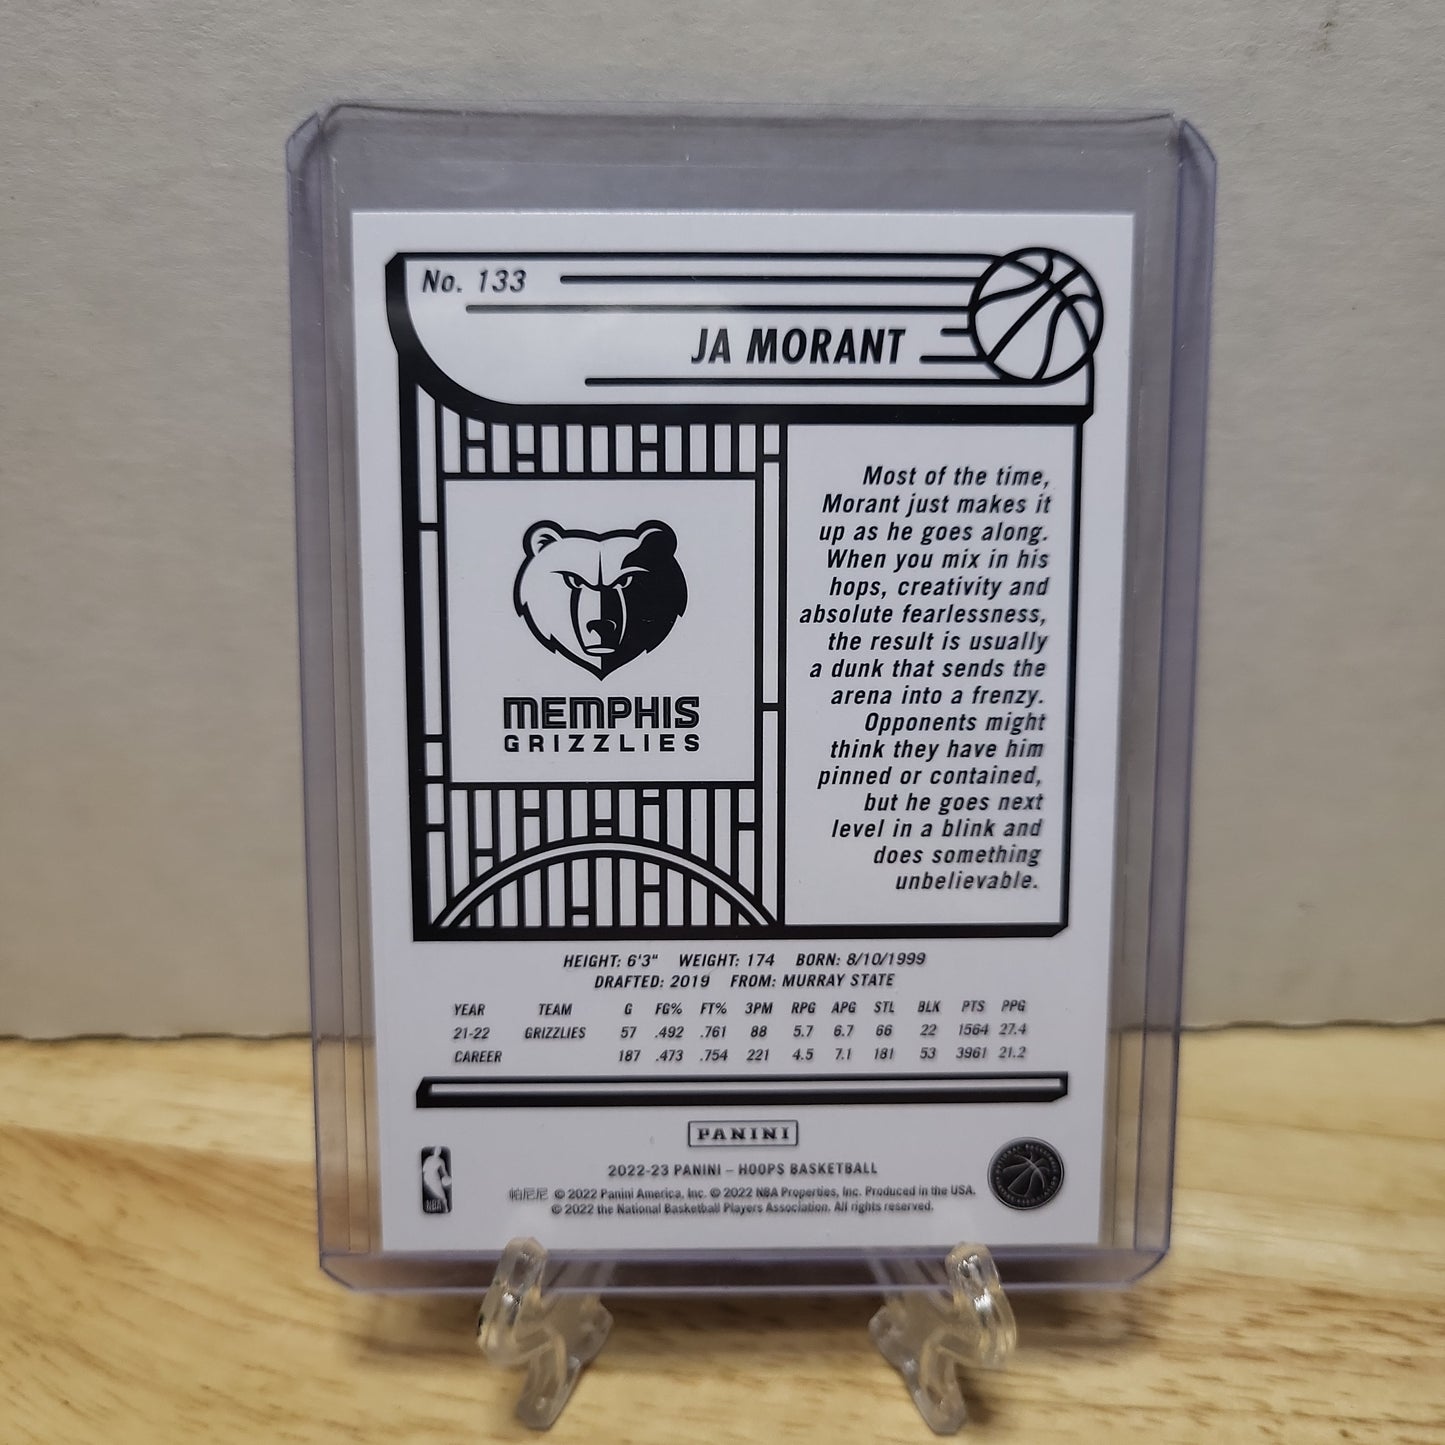 No. 133
JA MORANT
Most of the time,
Morant just makes it
up as he goes along.
When you mix in his
hops, creativity and
absolute fearlessness,
the result is usually
a dunk that sends the
arena into a frenzy.
Opponents might
think they have him
pinned or contained,
but he goes next
level in a blink and
does something
unbelievable.
MEMPHIS
GRIZZLIES
HEIGHT: 6'3" WEIGHT: 174 BORN: 8/10/1999
DRAFTED: 2019 FROM: MURRAY STATE
YEAR TEAM G FG% FT% 3PM RPG APG STL BLK PTS PPG
21-22 GRIZZLIES 57 .492 .761 88 5.7 6.7 66 22 1564 27.4
CAREER 187 .473 .754 221 4.5 7.1 181 53 3961 21.2
PANINI
2022-23 PANINI – HOOPS BASKETBALL
帕尼尼 © 2022 Panini America, Inc. © 2022 NBA Properties, Inc. Produced in the USA.
© 2022 the National Basketball Players Association. All rights reserved.
NBA